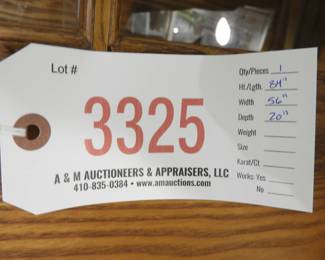 Lot #
3325
A & M AUCTIONEERS & APPRAISERS, LLC
410-835-0384 • www.amauctions.com
Qty/Pieces 1
Ht./Lgth. 84"
Width 56"
Depth 20"
Weight
Size
Karat/Ct
Works: Yes
No